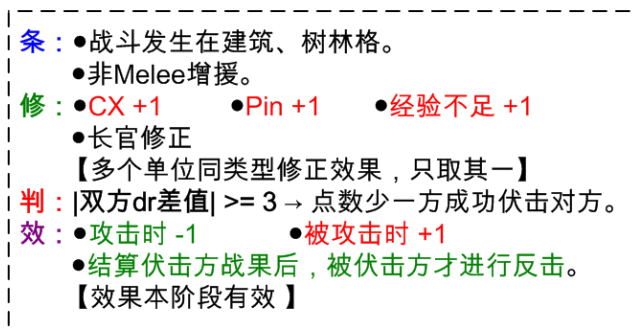 条：●战斗发生在建筑、树林格。
●非Melee增援。
修：●CX +1 ●Pin +1 ●经验不足 +1
●长官修正
【多个单位同类型修正效果，只取其一】
判：|双方dr差值| >= 3 → 点数少一方成功伏击对方。
效：●攻击时 -1 ●被攻击时 +1
●结算伏击方战果后，被伏击方才进行反击。
【效果本阶段有效 】